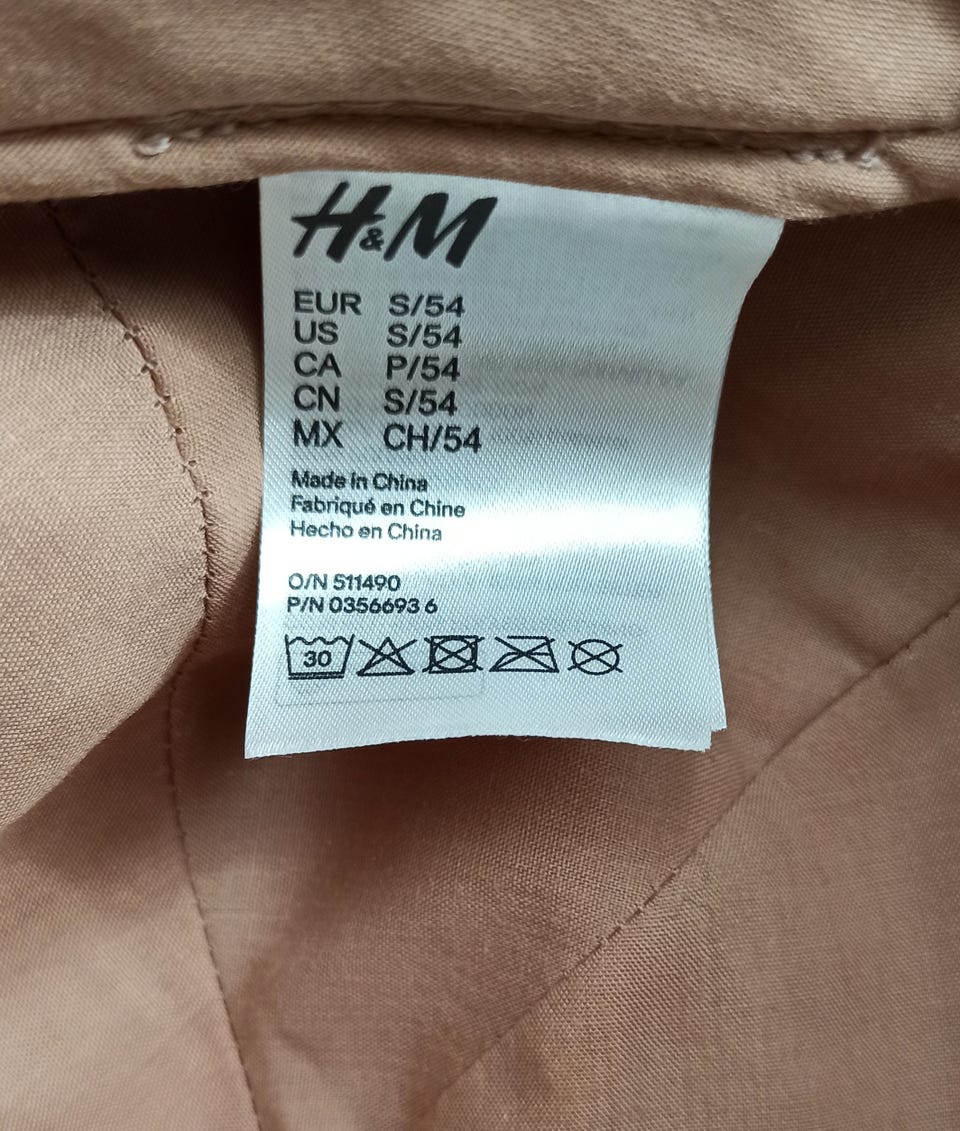 H&M
EUR S/54
US S/54
CA P/54
CN S/54
MX CH/54
Made in China
Fabriqué en Chine
Hecho en China
O/N 511490
P/N 0356693 6
30